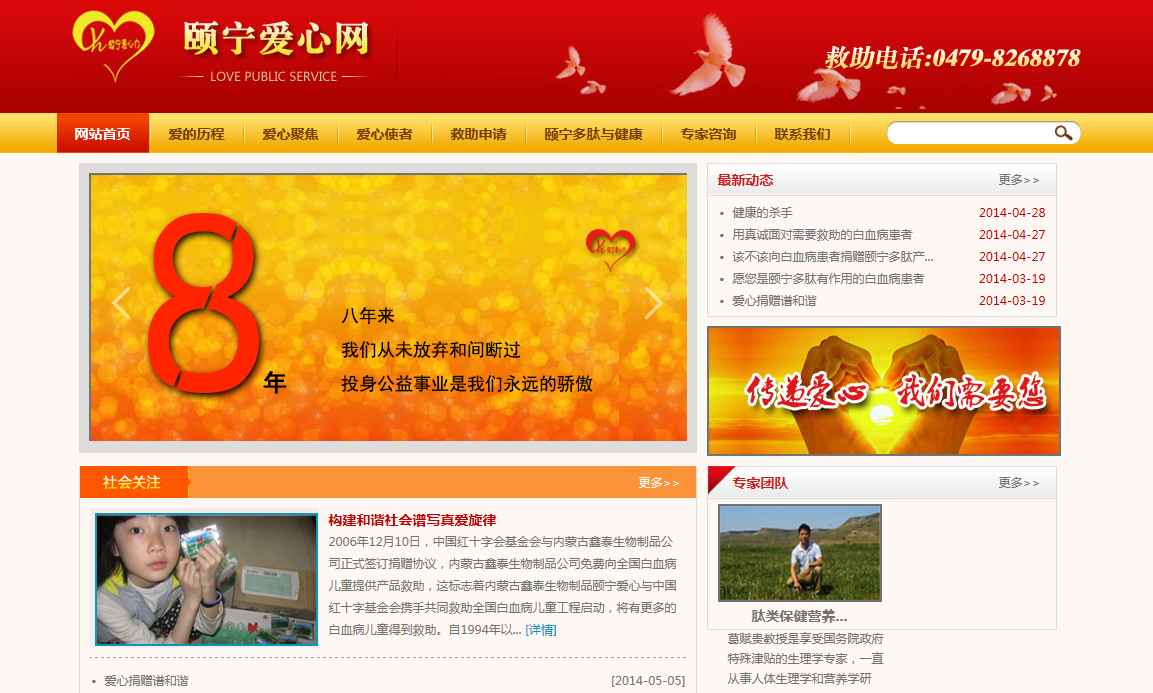 颐宁爱心网
LOVE PUBLIC SERVICE
救助电话:0479-8268878
网站首页 爱的历程 爱心聚焦 爱心使者 救助申请 颐宁多肽与健康 专家咨询 联系我们
8年
八年来
我们从未放弃和间断过
投身公益事业是我们永远的骄傲
最新动态 更多>>
• 健康的杀手 2014-04-28
• 用真诚面对需要救助的白血病患者 2014-04-27
• 该不该向白血病患者捐赠颐宁多肽产... 2014-04-27
• 愿您是颐宁多肽有作用的白血病患者 2014-03-19
• 爱心捐赠谱和谐 2014-03-19
传递爱心 我们需要您
社会关注 更多>>
构建和谐社会谱写真爱旋律
2006年12月10日，中国红十字会基金会与内蒙古鑫泰生物制品公
司正式签订捐赠协议，内蒙古鑫泰生物制品公司免费向全国白血病
儿童提供产品救助，这标志着内蒙古鑫泰生物制品颐宁爱心与中国
红十字基金会携手共同救助全国白血病儿童工程启动，将有更多的
白血病儿童得到救助。自1994年以... [详情]
• 爱心捐赠谱和谐 [2014-05-05]
专家团队 更多>>
肽类保健营养...
葛赋贵教授是享受国务院政府
特殊津贴的生理学专家，一直
从事人体生理学和营养学研